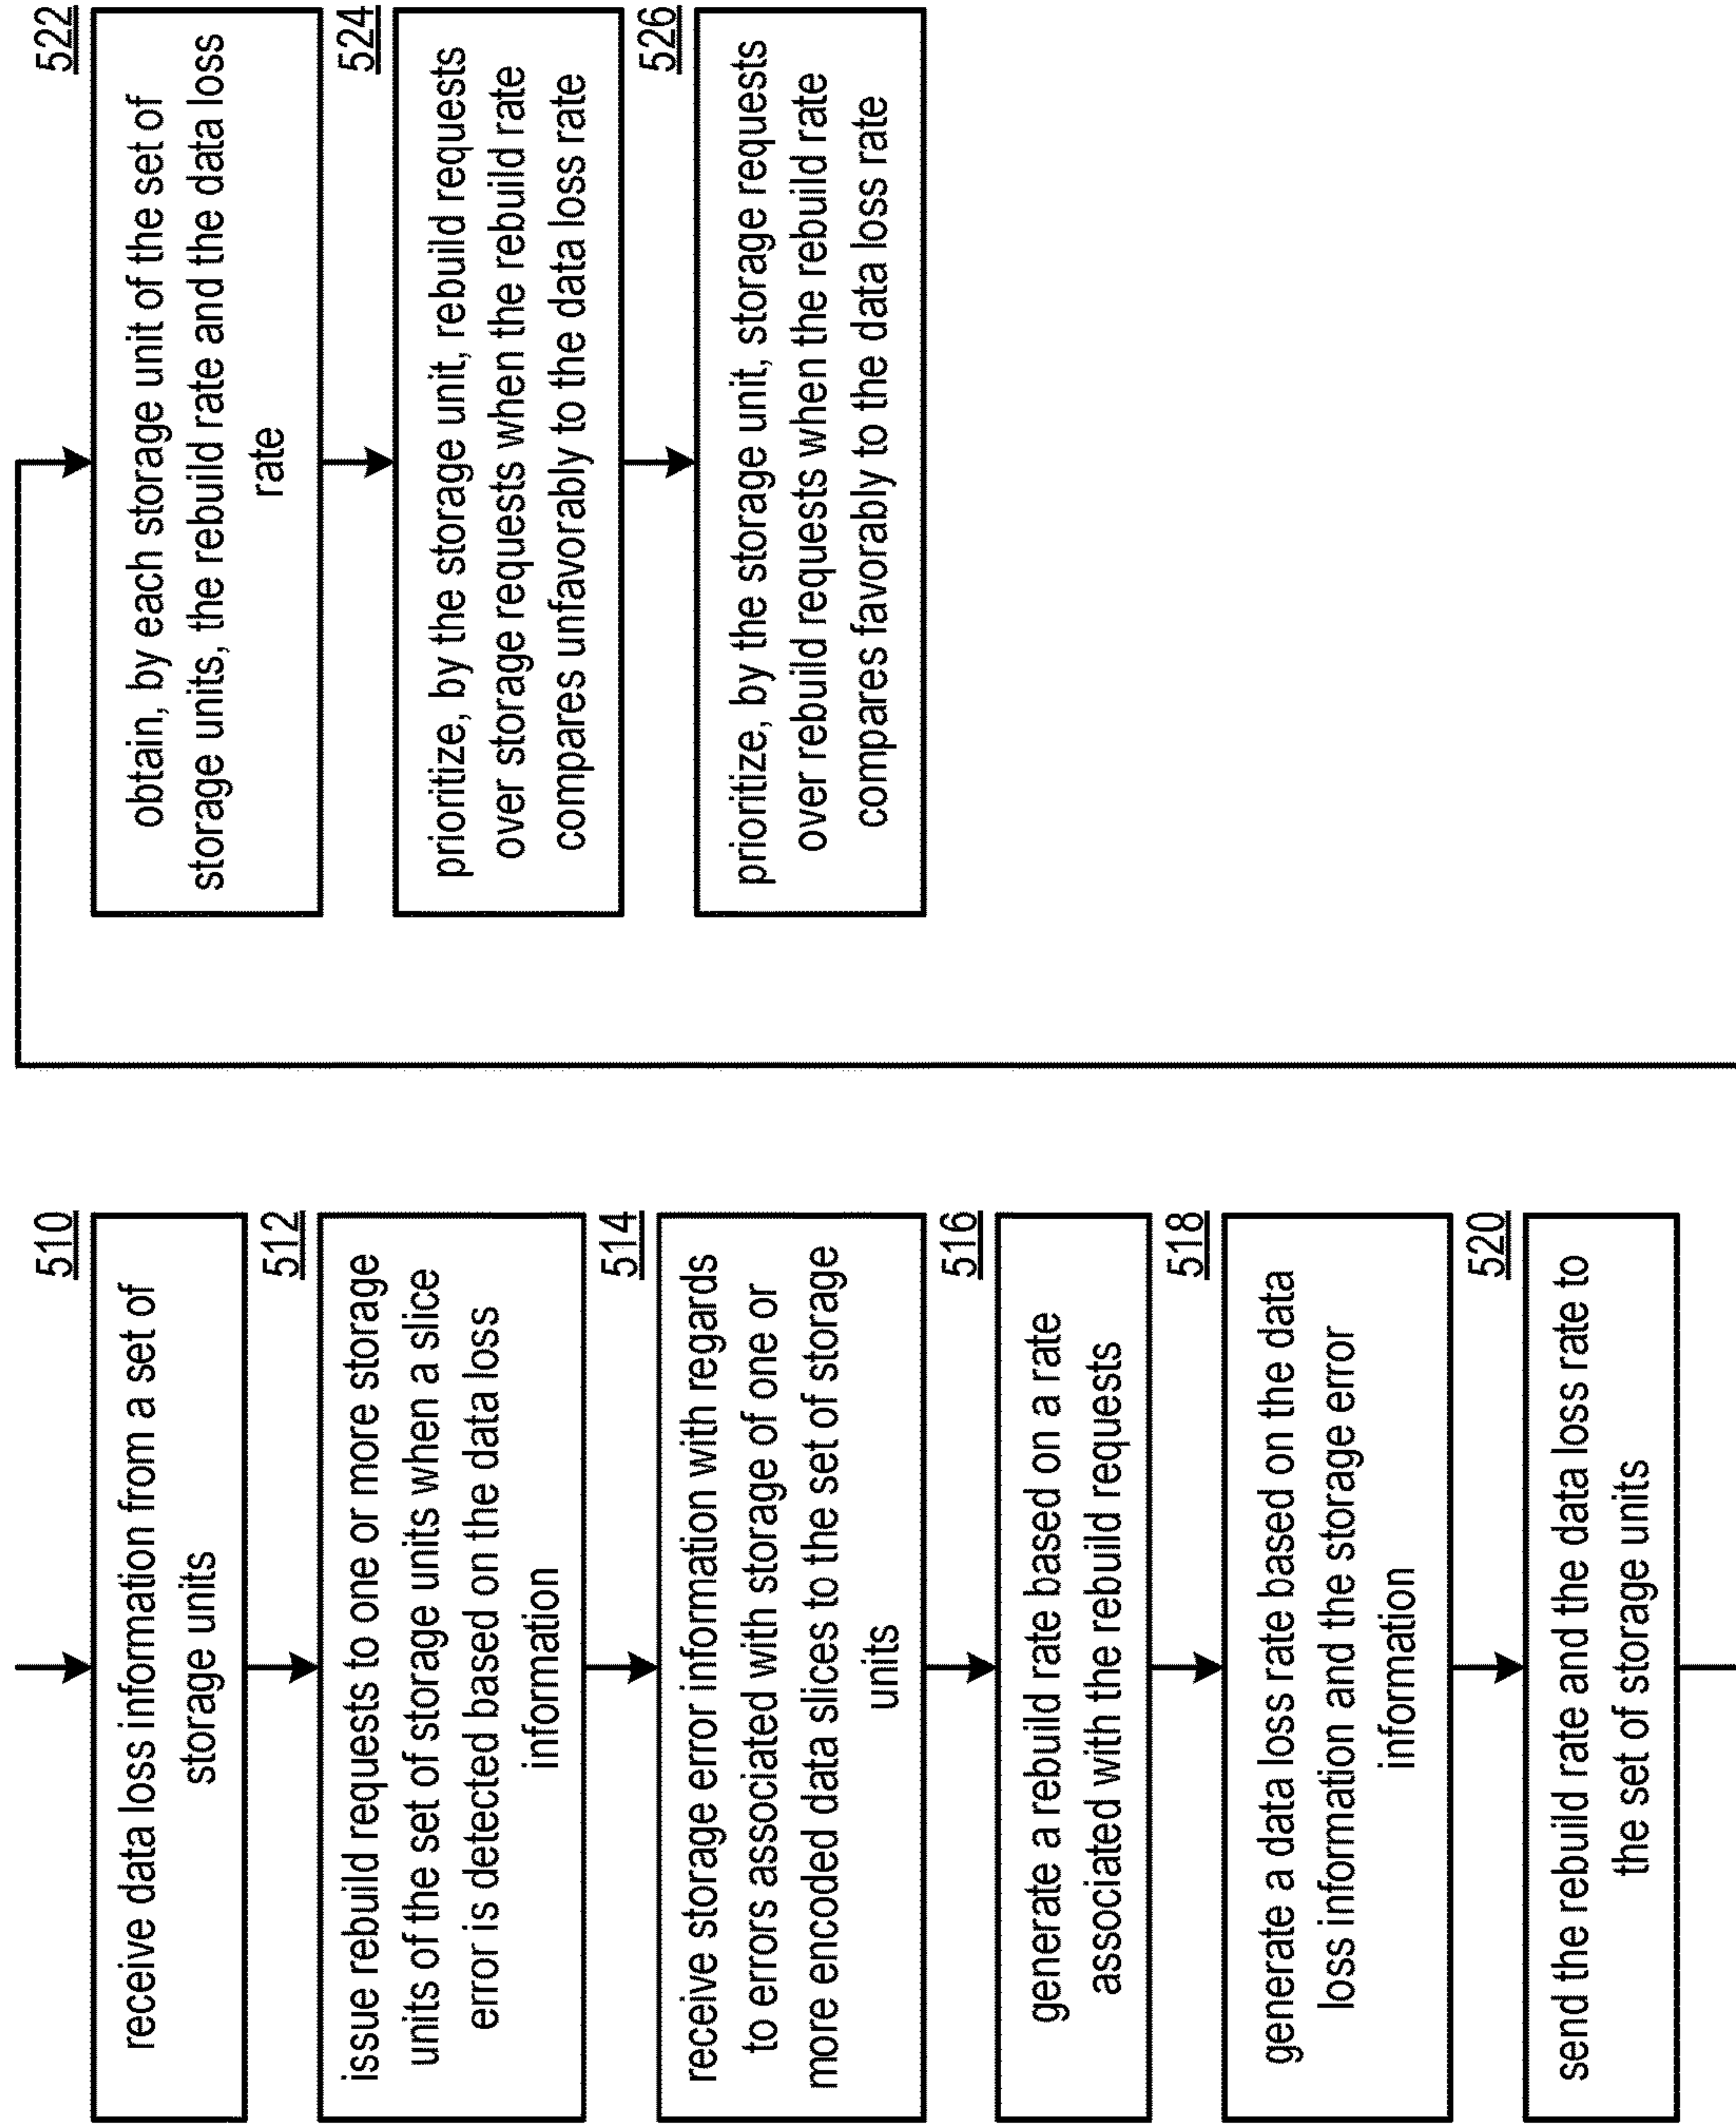 510
receive data loss information from a set of
storage units
512
issue rebuild requests to one or more storage
units of the set of storage units when a slice
error is detected based on the data loss
information
514
receive storage error information with regards
to errors associated with storage of one or
more encoded data slices to the set of storage
units
516
generate a rebuild rate based on a rate
associated with the rebuild requests
518
generate a data loss rate based on the data
loss information and the storage error
information
520
send the rebuild rate and the data loss rate to
the set of storage units
522
obtain, by each storage unit of the set of
storage units, the rebuild rate and the data loss
rate
524
prioritize, by the storage unit, rebuild requests
over storage requests when the rebuild rate
compares unfavorably to the data loss rate
526
prioritize, by the storage unit, storage requests
over rebuild requests when the rebuild rate
compares favorably to the data loss rate